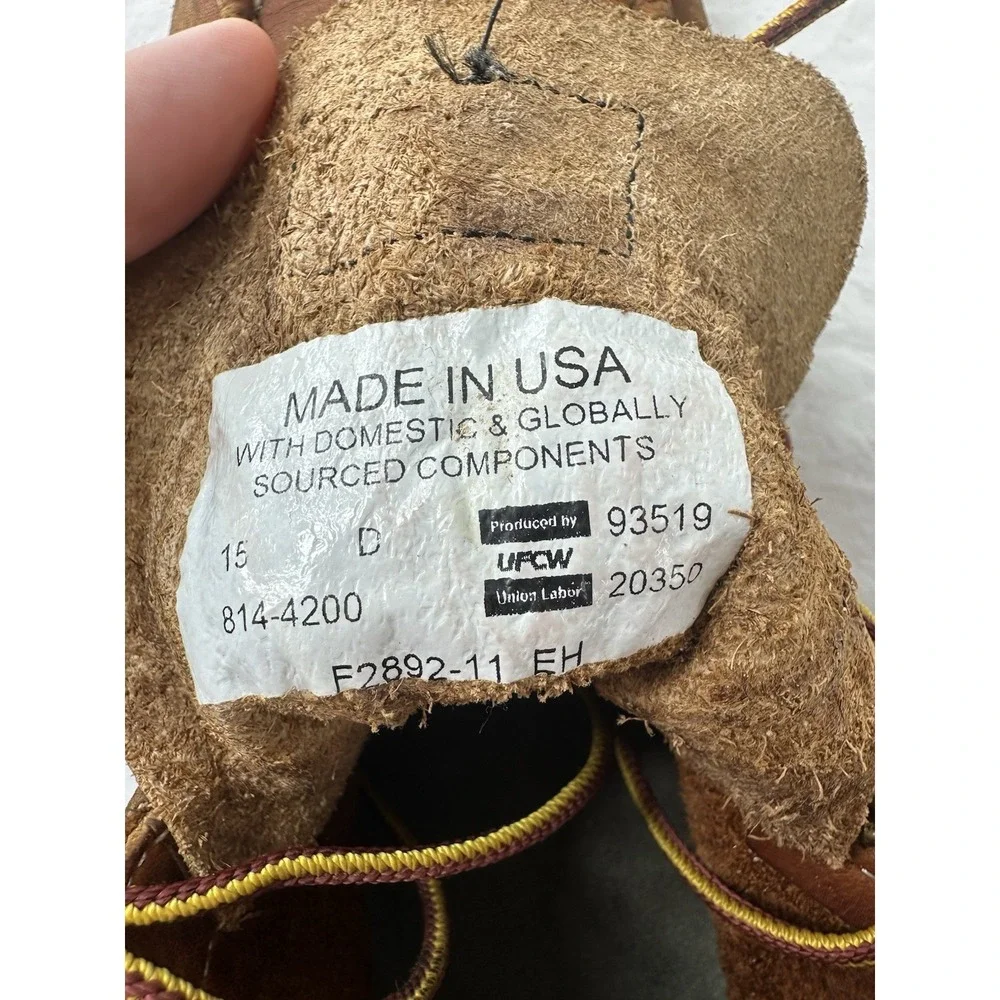 MADE IN USA
WITH DOMESTIC & GLOBALLY
SOURCED COMPONENTS
15 D Produced by 93519
UFCW
814-4200 Union Labor 20350
F2892-11 EH